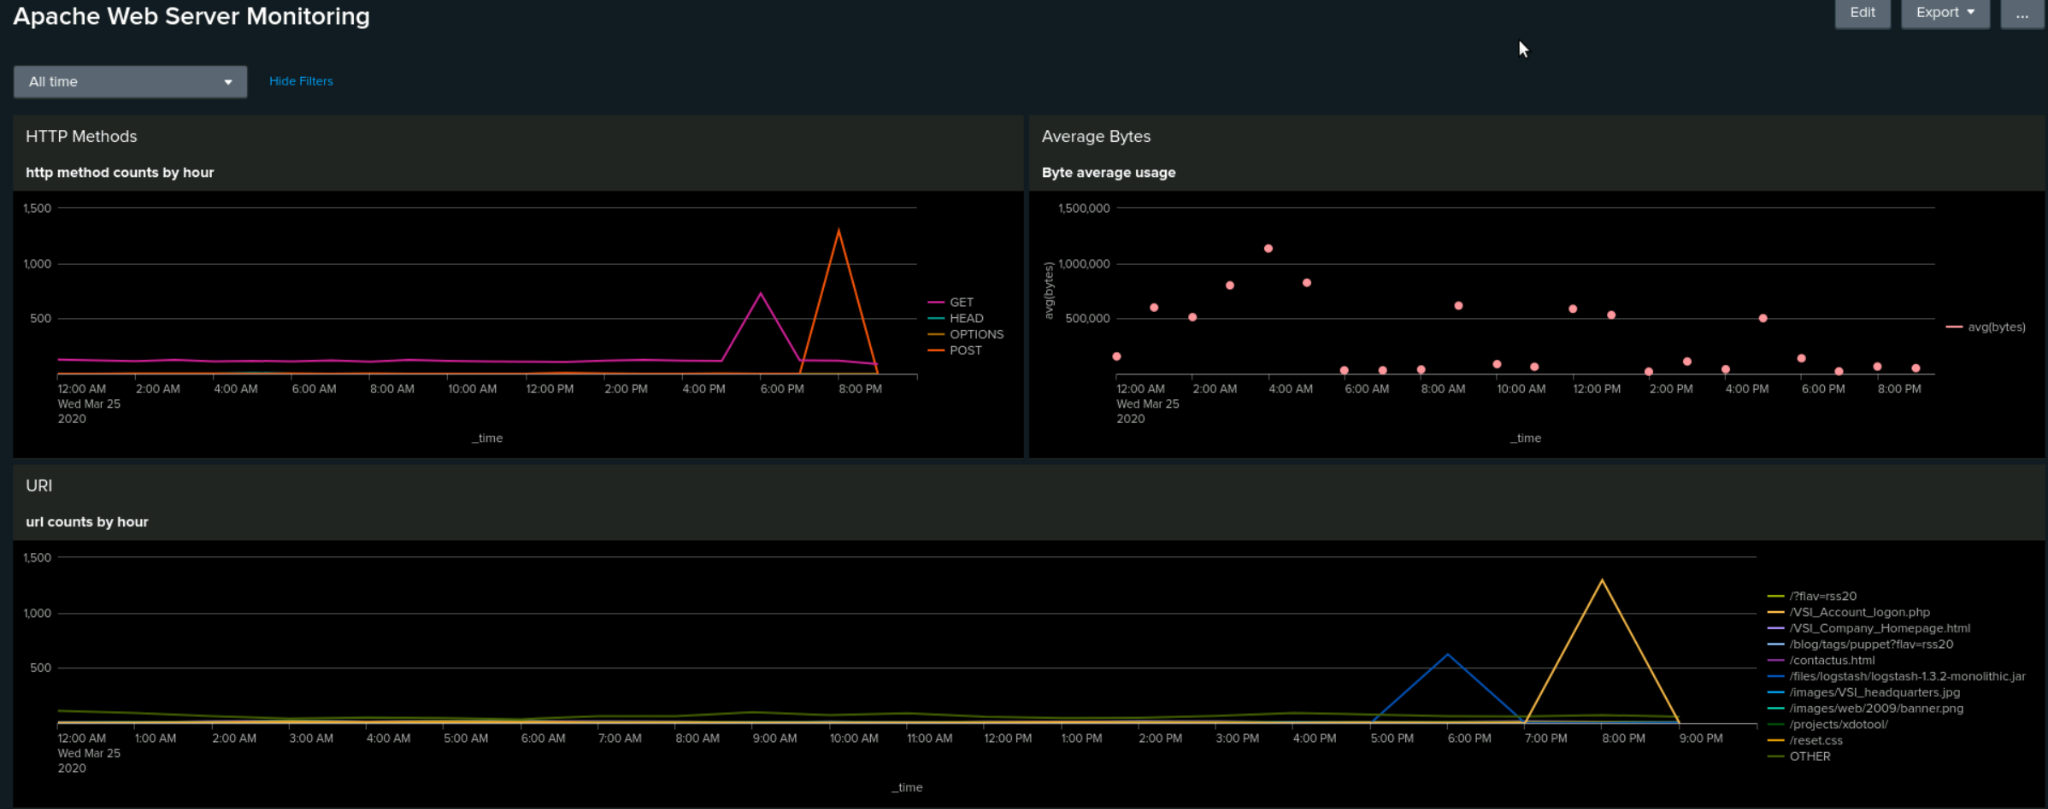 Apache Web Server Monitoring
Edit
Export
...
All time
Hide Filters
HTTP Methods
http method counts by hour
1,500
1,000
500
12:00 AM 2:00 AM 4:00 AM 6:00 AM 8:00 AM 10:00 AM 12:00 PM 2:00 PM 4:00 PM 6:00 PM 8:00 PM
Wed Mar 25
2020
_time
GET
HEAD
OPTIONS
POST
Average Bytes
Byte average usage
avg(bytes)
1,500,000
1,000,000
500,000
12:00 AM 2:00 AM 4:00 AM 6:00 AM 8:00 AM 10:00 AM 12:00 PM 2:00 PM 4:00 PM 6:00 PM 8:00 PM
Wed Mar 25
2020
_time
avg(bytes)
URI
url counts by hour
1,500
1,000
500
12:00 AM 1:00 AM 2:00 AM 3:00 AM 4:00 AM 5:00 AM 6:00 AM 7:00 AM 8:00 AM 9:00 AM 10:00 AM 11:00 AM 12:00 PM 1:00 PM 2:00 PM 3:00 PM 4:00 PM 5:00 PM 6:00 PM 7:00 PM 8:00 PM 9:00 PM
Wed Mar 25
2020
_time
/?flav=rss20
/VSI_Account_logon.php
/VSI_Company_Homepage.html
/blog/tags/puppet?flav=rss20
/contactus.html
/files/logstash/logstash-1.3.2-monolithic.jar
/images/VSI_headquarters.jpg
/images/web/2009/banner.png
/projects/xdotool/
/reset.css
OTHER